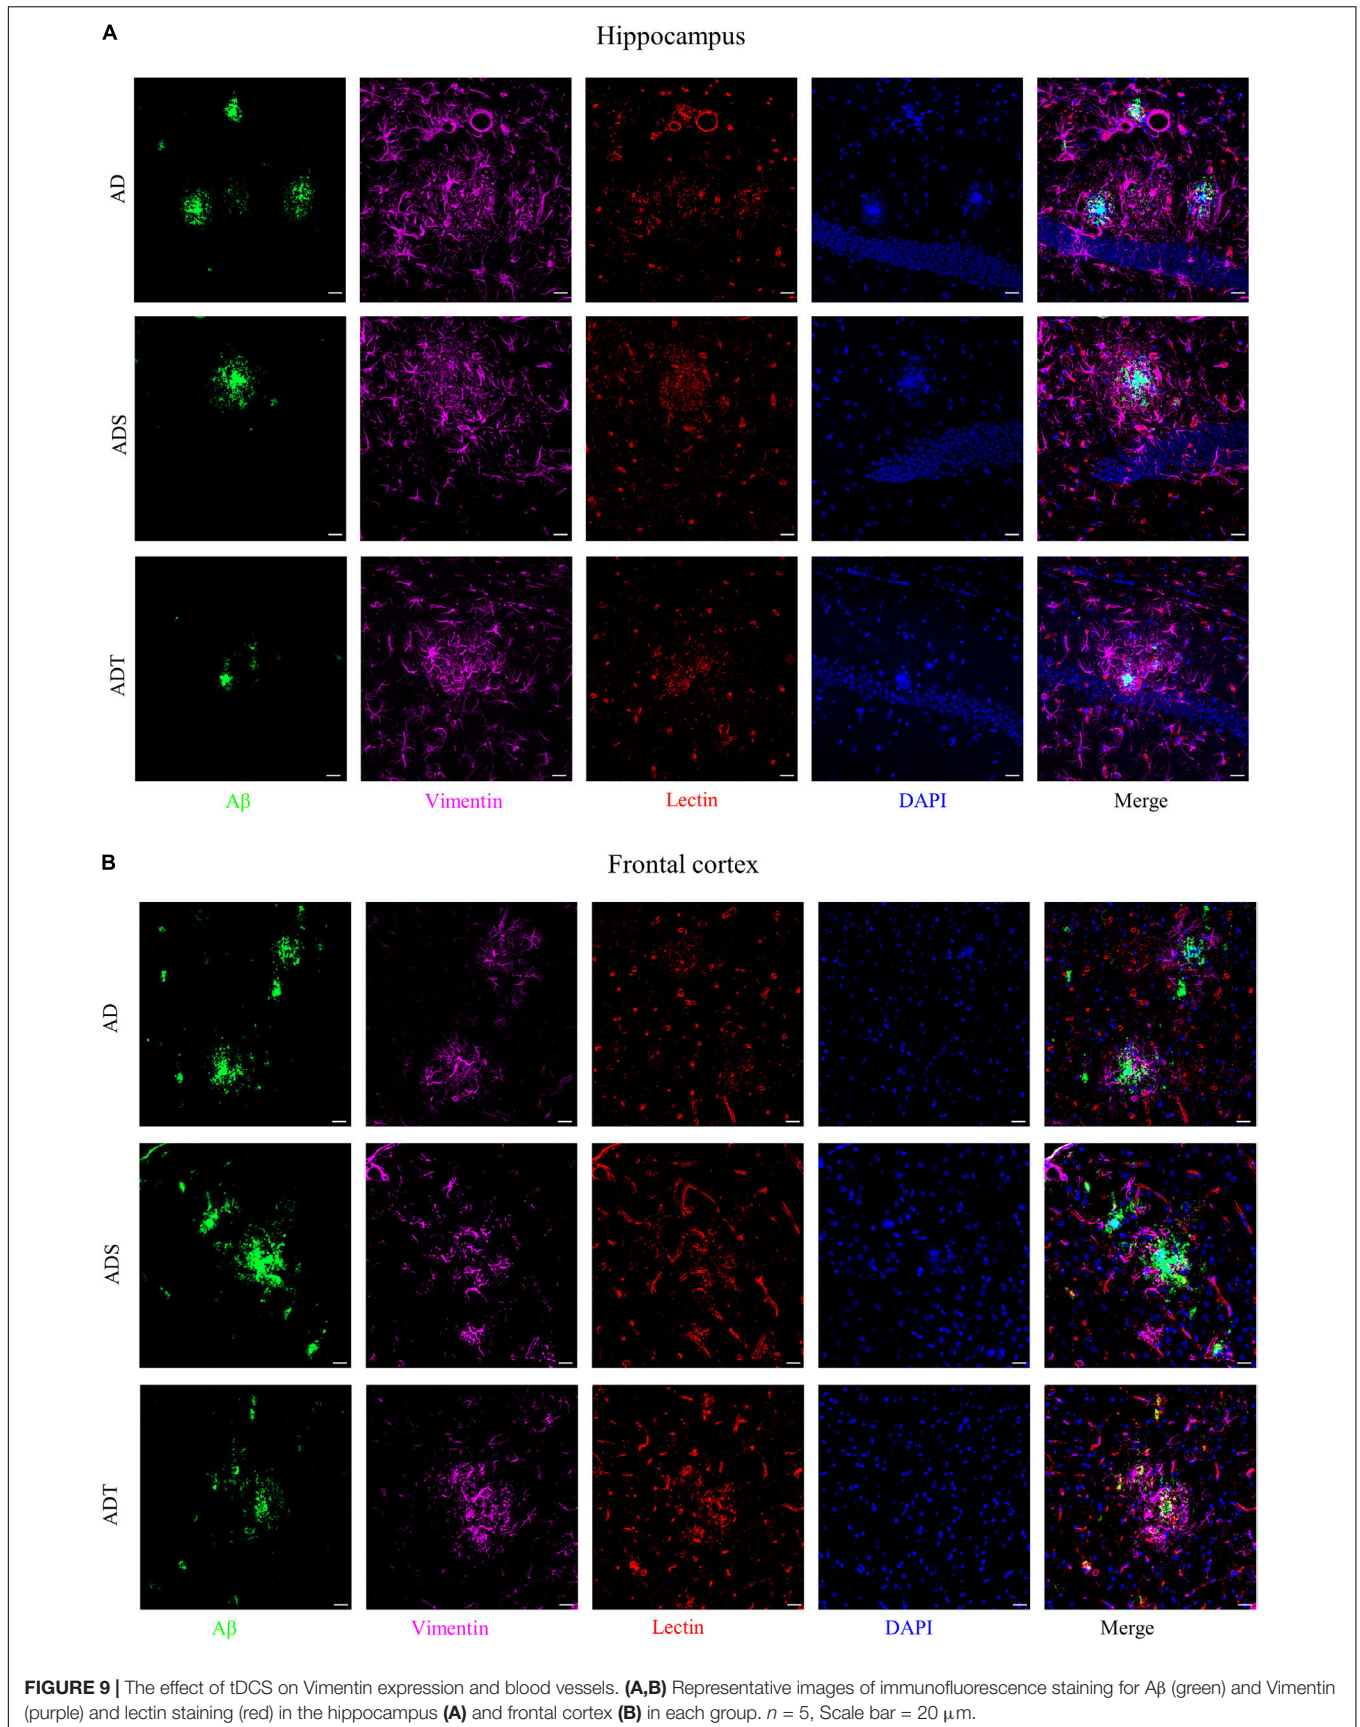 A
Hippocampus
AD
ADS
ADT
Aβ Vimentin Lectin DAPI Merge
B
Frontal cortex
AD
ADS
ADT
Aβ Vimentin Lectin DAPI Merge
FIGURE 9 | The effect of tDCS on Vimentin expression and blood vessels. (A,B) Representative images of immunofluorescence staining for Aβ (green) and Vimentin
(purple) and lectin staining (red) in the hippocampus (A) and frontal cortex (B) in each group. n = 5, Scale bar = 20 μm.